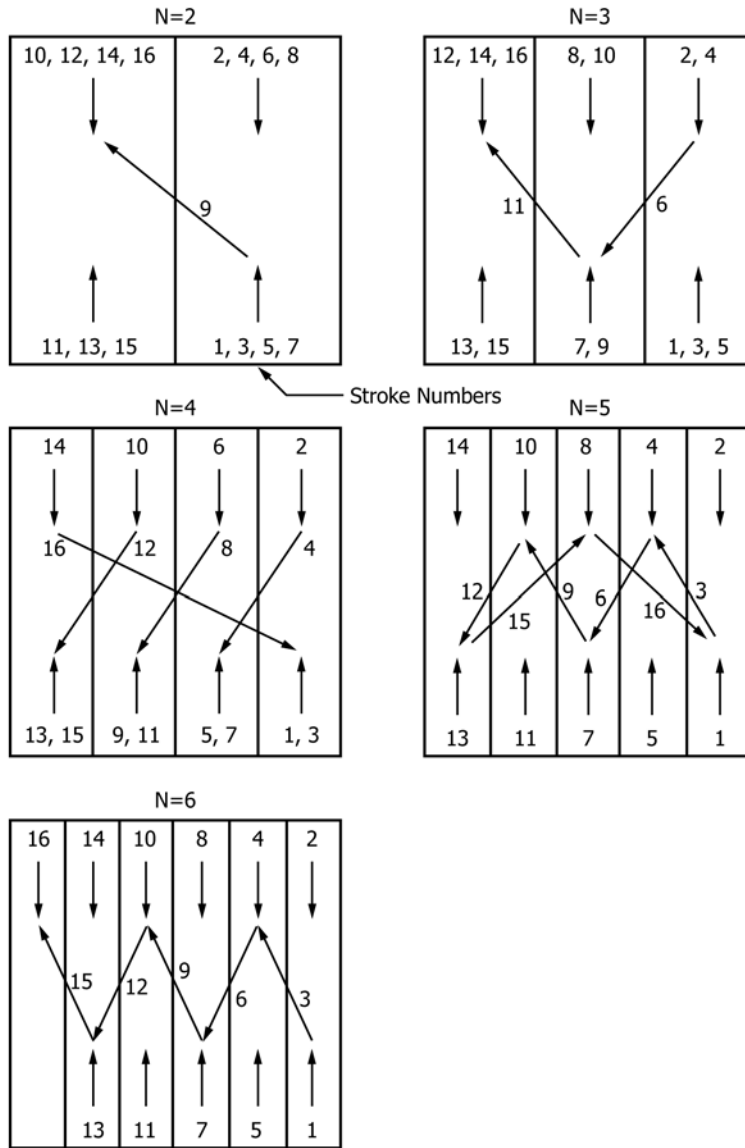 N=2 N=3
10, 12, 14, 16 2, 4, 6, 8 12, 14, 16 8, 10 2, 4
9 11 6
11, 13, 15 1, 3, 5, 7 13, 15 7, 9 1, 3, 5
Stroke Numbers
N=4 N=5
14 10 6 2 14 10 8 4 2
16 12 8 4 12 15 9 6 16 3
13, 15 9, 11 5, 7 1, 3 13 11 7 5 1
N=6
16 14 10 8 4 2
15 12 9 6 3
13 11 7 5 1